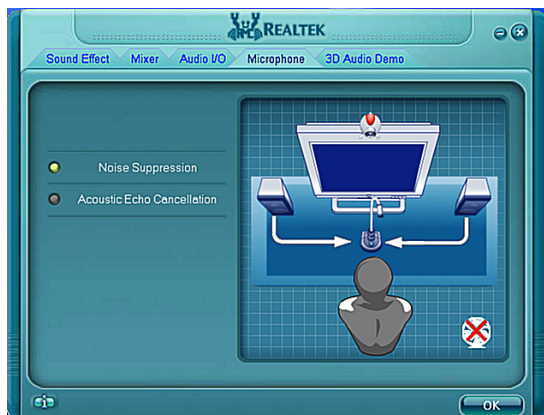 REALTEK
Sound Effect Mixer Audio I/O Microphone 3D Audio Demo
Noise Suppression
Acoustic Echo Cancellation
i
OK